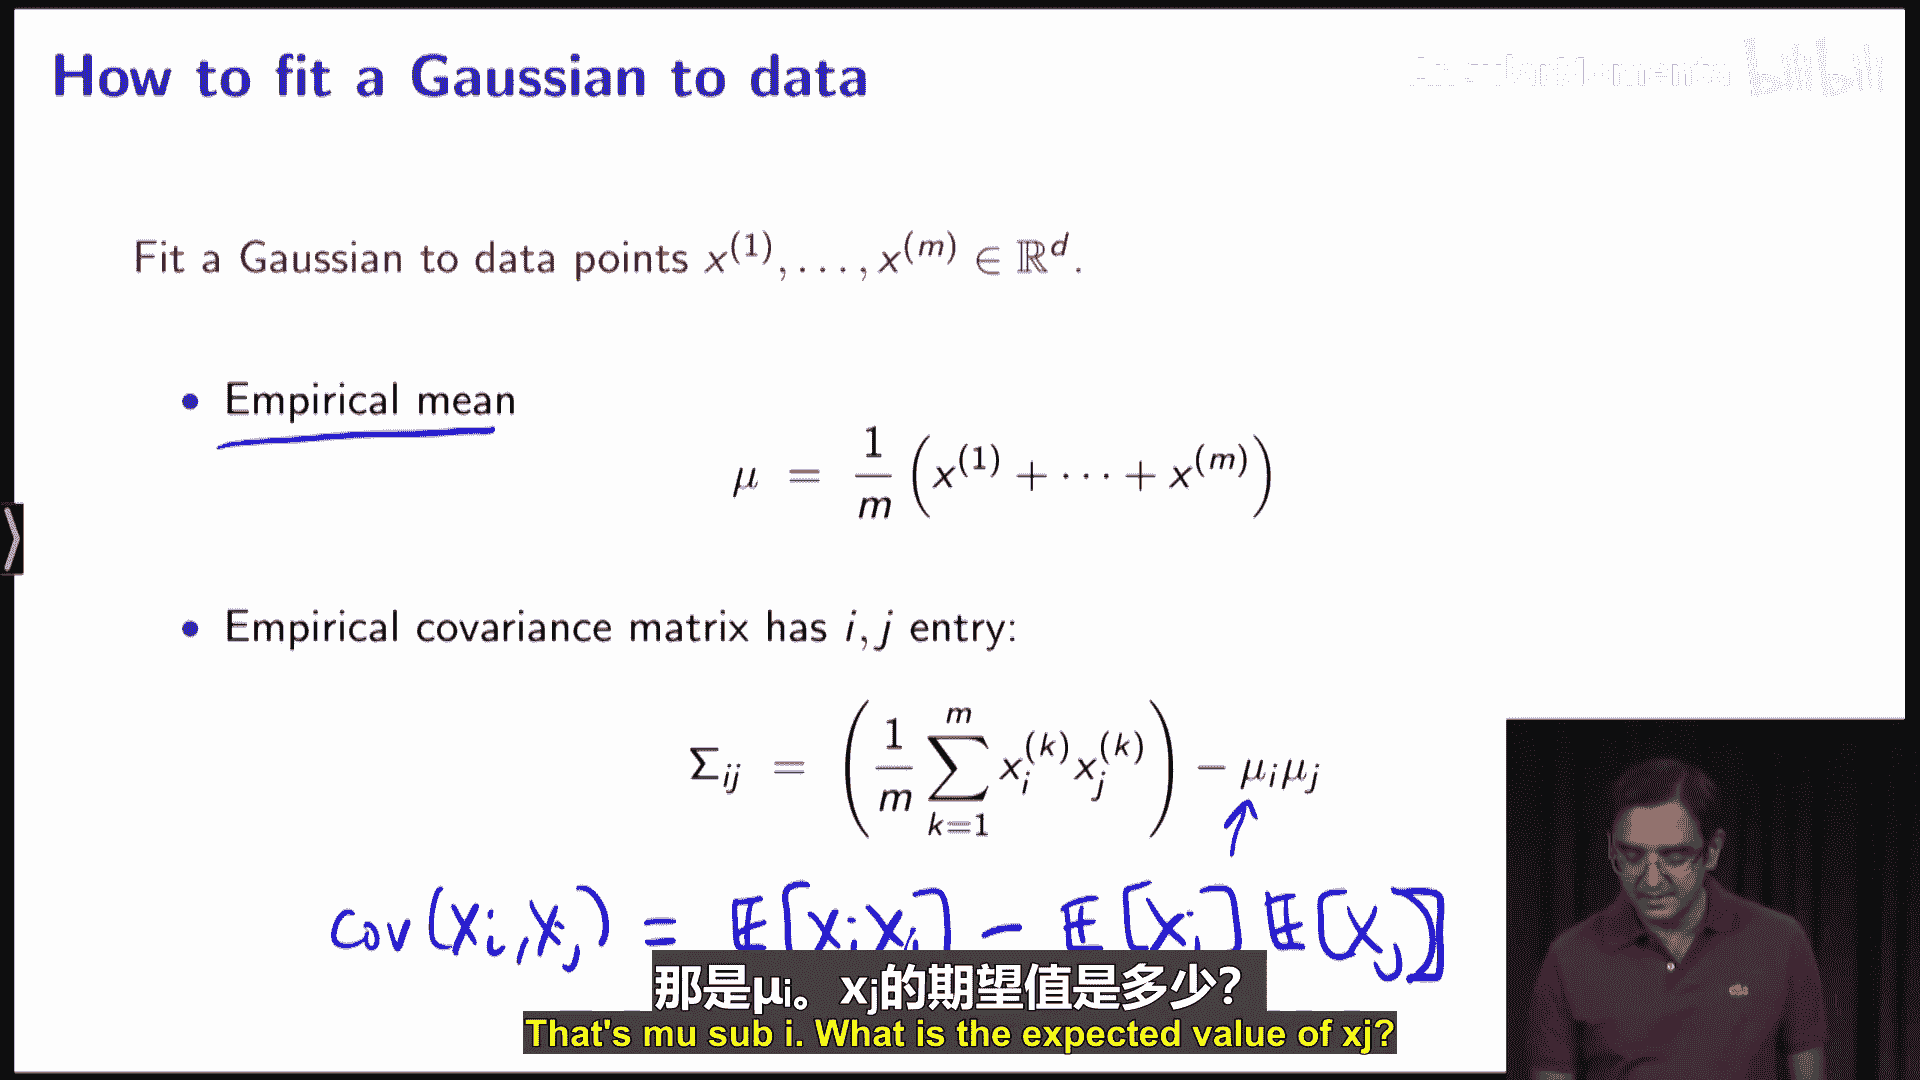 How to fit a Gaussian to data
bilibili
Fit a Gaussian to data points x^(1), ..., x^(m) ∈ ℝ^d.
• Empirical mean
μ = 1/m (x^(1) + ··· + x^(m))
• Empirical covariance matrix has i, j entry:
Σ_ij = (1/m ∑_{k=1}^{m} x_i^(k) x_j^(k)) − μ_i μ_j
cov(x_i, x_j) = 𝔼[x_i x_j] − 𝔼[x_i] 𝔼[x_j]
那是μi。xj的期望值是多少？
That's mu sub i. What is the expected value of xj?